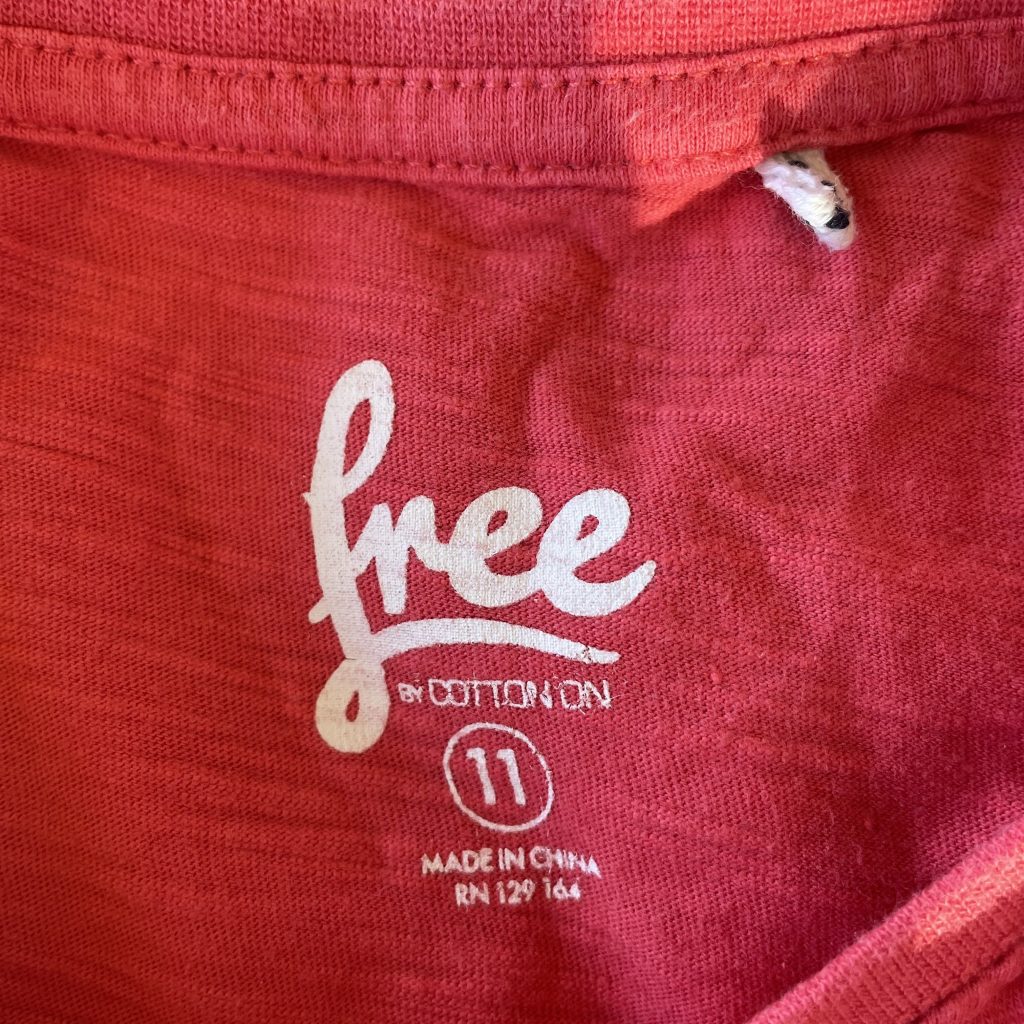 free
BY COTTON ON
11
MADE IN CHINA
RN 129 164